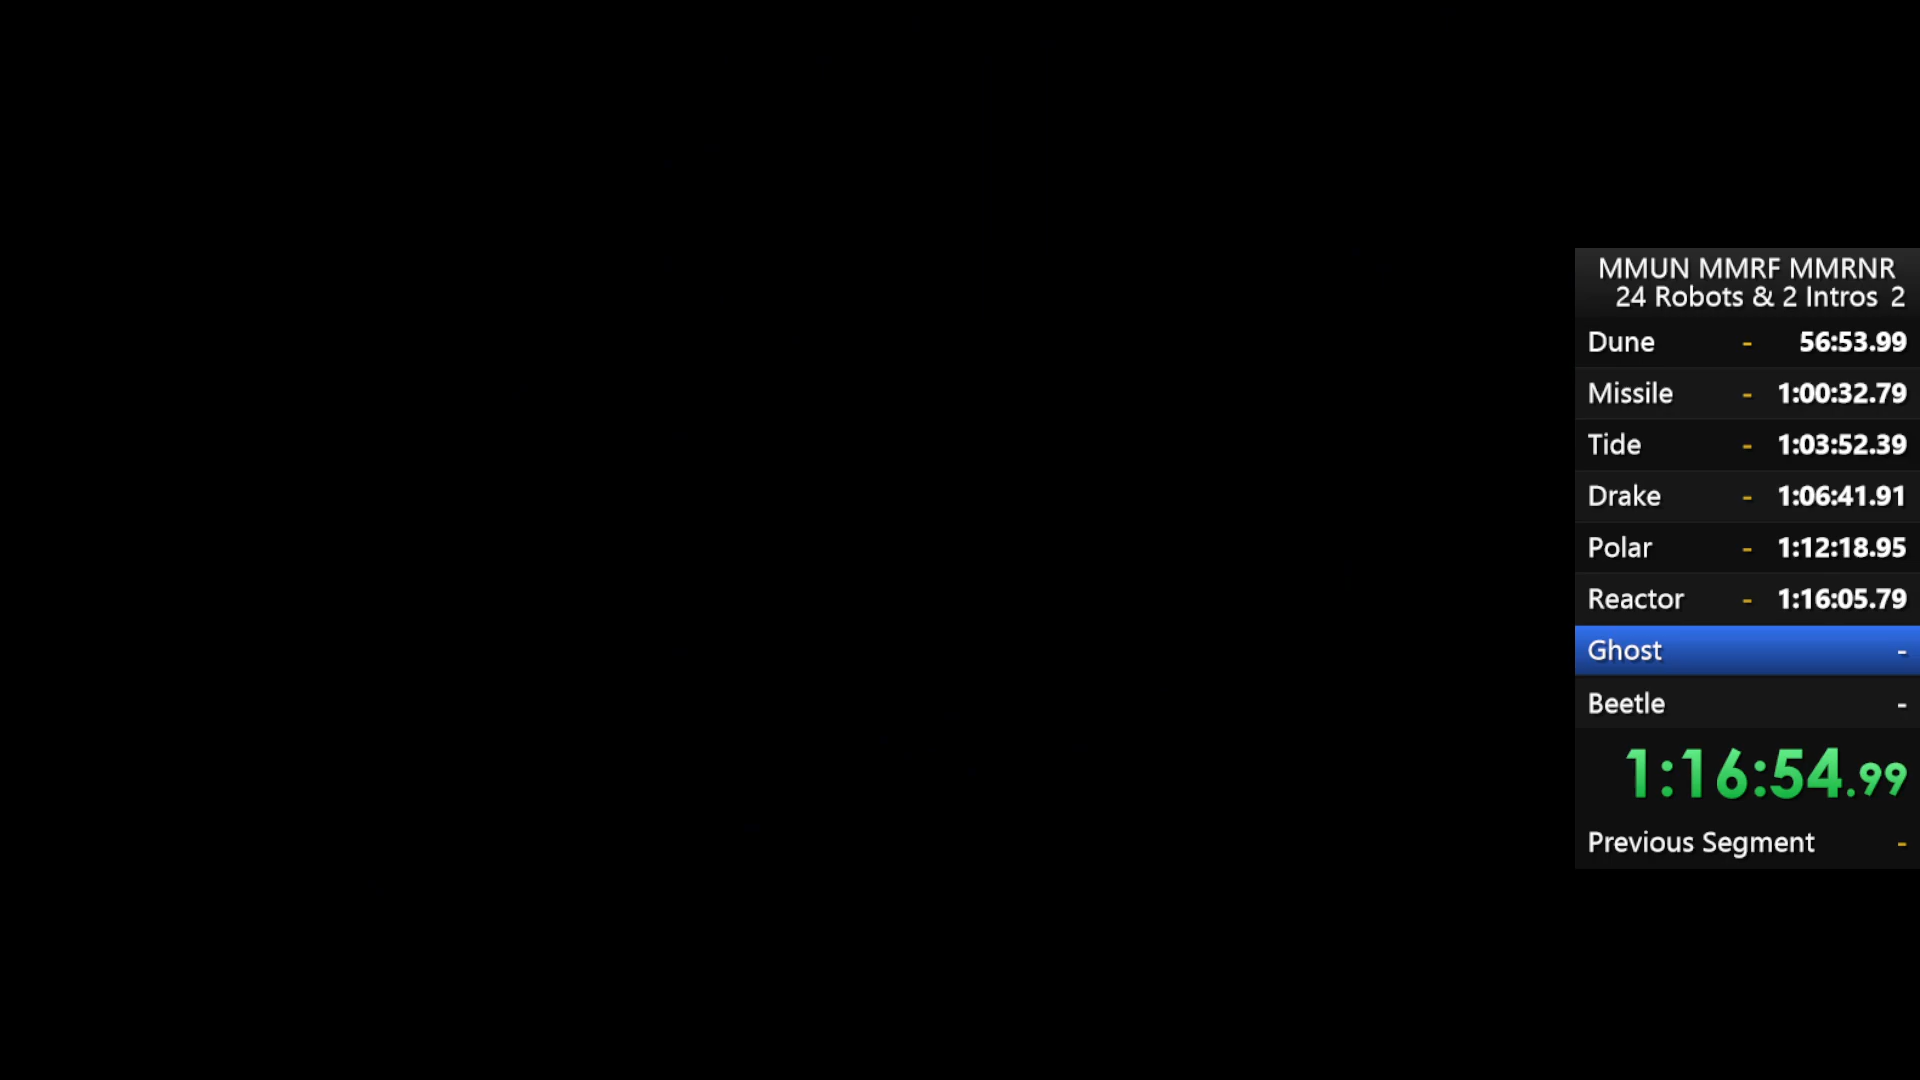 MMUN MMRF MMRNR
24 Robots & 2 Intros 2
Dune - 56:53.99
Missile - 1:00:32.79
Tide - 1:03:52.39
Drake - 1:06:41.91
Polar - 1:12:18.95
Reactor - 1:16:05.79
Ghost -
Beetle -
1:16:54.99
Previous Segment -